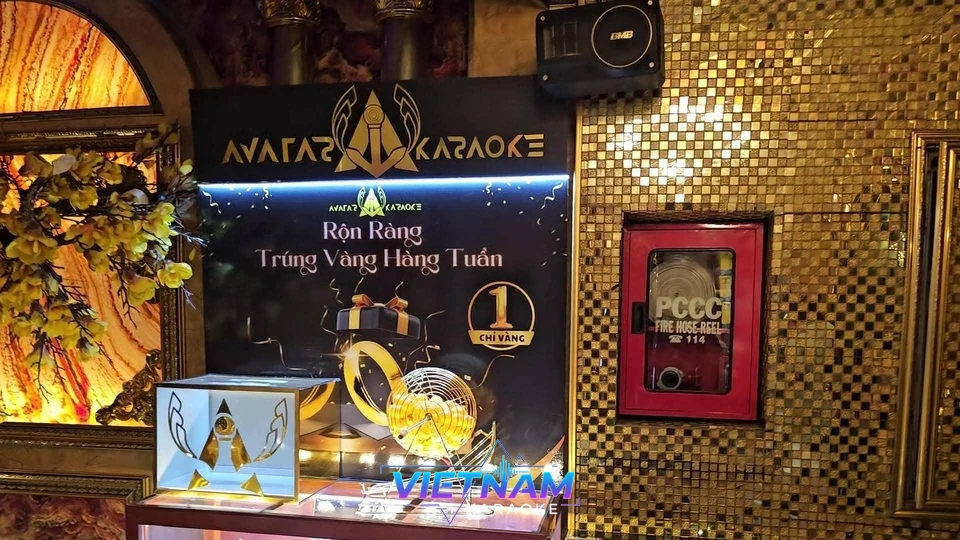 BMB
AVATAR KARAOKE
AVATAR KARAOKE
Rộn Ràng
Trúng Vàng Hàng Tuần
1
CHỈ VÀNG
PCCC
FIRE HOSE REEL
☎ 114
VIETNAM
KARAOKE